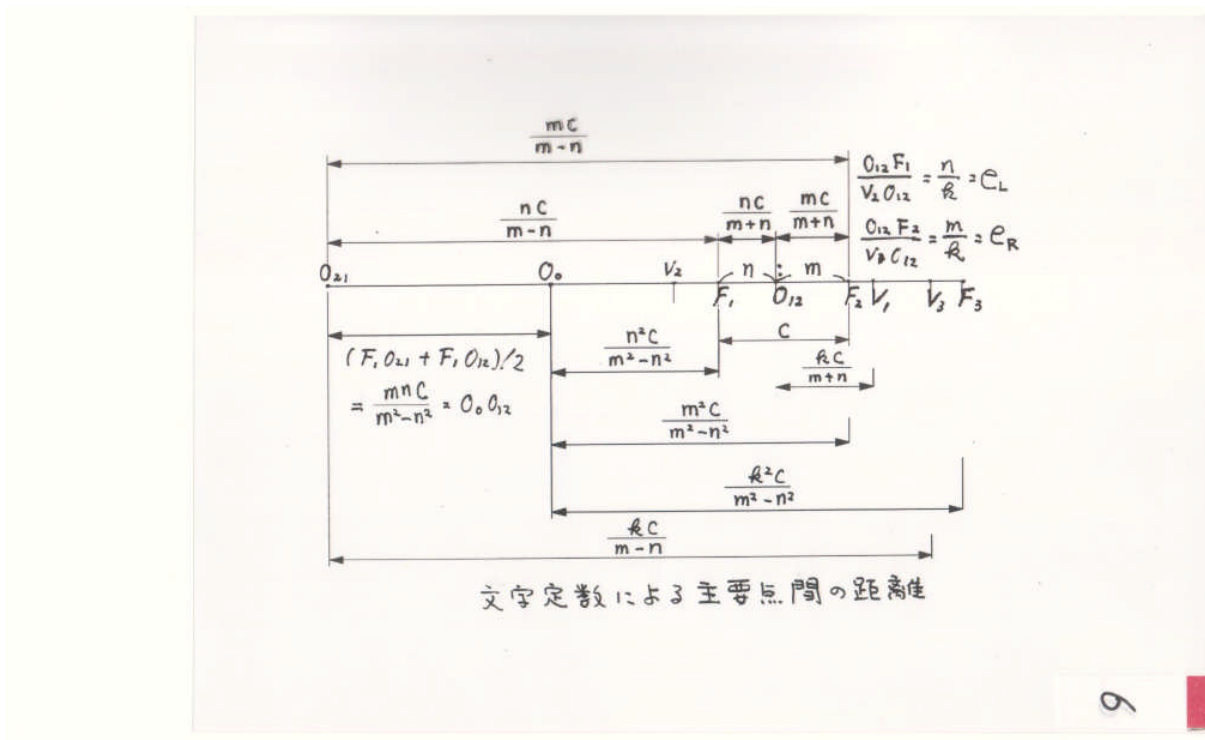 mC/(m-n)
O₁₂F₁/V₂O₁₂ = n/k = e_L
nC/(m-n) nC/(m+n) mC/(m+n)
O₁₂F₂/V₃O₁₂ = m/k = e_R
O₂₁ O₀ V₂ n : m
F₁ O₁₂ F₂ V₁ V₃ F₃
C
(F₁O₂₁ + F₁O₁₂)/2 n²C/(m²-n²) kC/(m+n)
= mnC/(m²-n²) = O₀O₁₂ m²C/(m²-n²)
k²C/(m²-n²)
kC/(m-n)
文字定数による主要点間の距離
6